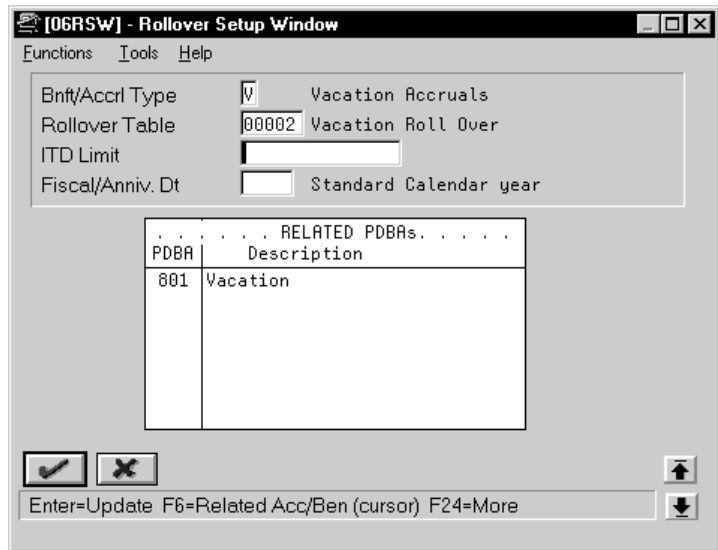 [06RSW] - Rollover Setup Window
Functions Tools Help
Bnft/Accrl Type V Vacation Accruals
Rollover Table 00002 Vacation Roll Over
ITD Limit
Fiscal/Anniv. Dt Standard Calendar year
. . . . . . RELATED PDBAs. . . . .
PDBA | Description
801 Vacation
Enter=Update F6=Related Acc/Ben (cursor) F24=More